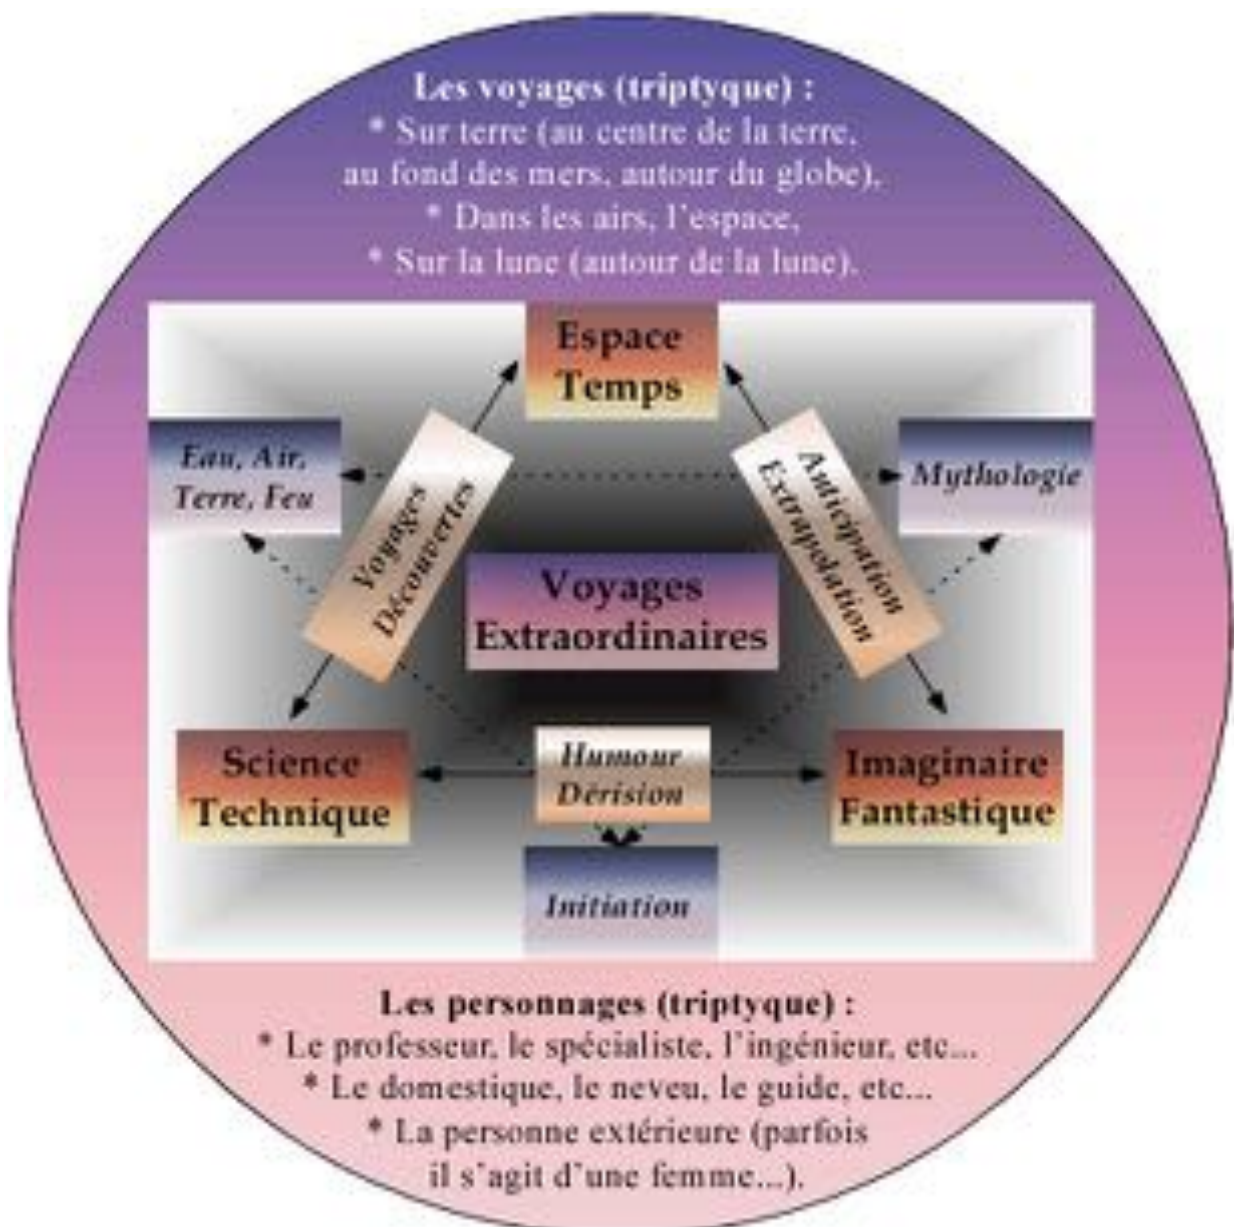 Les voyages (triptyque) :
* Sur terre (au centre de la terre,
au fond des mers, autour du globe),
* Dans les airs, l'espace,
* Sur la lune (autour de la lune).
Espace
Temps
Eau, Air,
Terre, Feu
Voyages
Découvertes
Anticipation
Extrapolation
Mythologie
Voyages
Extraordinaires
Science
Technique
Humour
Dérision
Imaginaire
Fantastique
Initiation
Les personnages (triptyque) :
* Le professeur, le spécialiste, l'ingénieur, etc...
* Le domestique, le neveu, le guide, etc...
* La personne extérieure (parfois
il s'agit d'une femme...).